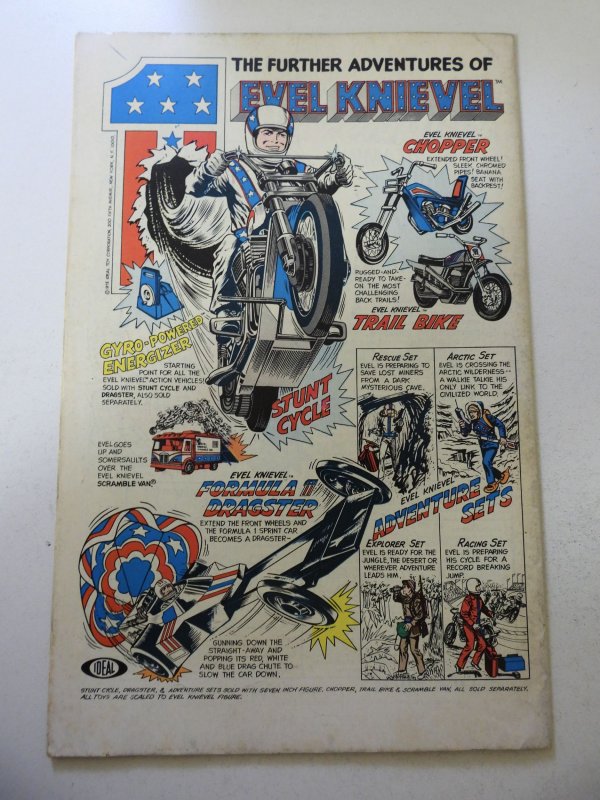 THE FURTHER ADVENTURES OF
EVEL KNIEVEL™
1
EVEL KNIEVEL™
CHOPPER
EXTENDED FRONT WHEEL!
SLEEK CHROMED
PIPES! BANANA
SEAT WITH
BACKREST!
RUGGED-AND-
READY TO TAKE-
ON THE MOST
CHALLENGING
BACK TRAILS!
EVEL KNIEVEL™
TRAIL BIKE
GYRO-POWERED
ENERGIZER
STARTING
POINT FOR ALL THE
EVEL KNIEVEL™ ACTION VEHICLES!
SOLD WITH STUNT CYCLE AND
DRAGSTER, ALSO SOLD
SEPARATELY.
STUNT
CYCLE
EVEL GOES
UP AND
SOMERSAULTS
OVER THE
EVEL KNIEVEL
SCRAMBLE VAN®
EVEL KNIEVEL™
FORMULA 1
DRAGSTER
EXTEND THE FRONT WHEELS AND
THE FORMULA 1 SPRINT CAR
BECOMES A DRAGSTER-
GUNNING DOWN THE
STRAIGHT-AWAY AND
POPPING ITS RED, WHITE
AND BLUE DRAG CHUTE TO
SLOW THE CAR DOWN.
RESCUE SET
EVEL IS PREPARING TO
SAVE LOST MINERS
FROM A DARK
MYSTERIOUS CAVE.
ARCTIC SET
EVEL IS CROSSING THE
ARCTIC WILDERNESS--
A WALKIE TALKIE HIS
ONLY LINK TO THE
CIVILIZED WORLD.
EVEL KNIEVEL™
ADVENTURE
SETS
EXPLORER SET
EVEL IS READY FOR THE
JUNGLE, THE DESERT OR
WHEREVER ADVENTURE
LEADS HIM.
RACING SET
EVEL IS PREPARING
HIS CYCLE FOR A
RECORD BREAKING
JUMP.
IDEAL
STUNT CYCLE, DRAGSTER, & ADVENTURE SETS SOLD WITH SEVEN INCH FIGURE, CHOPPER, TRAIL BIKE & SCRAMBLE VAN, ALL SOLD SEPARATELY.
ALL TOYS ARE SCALED TO EVEL KNIEVEL FIGURE.